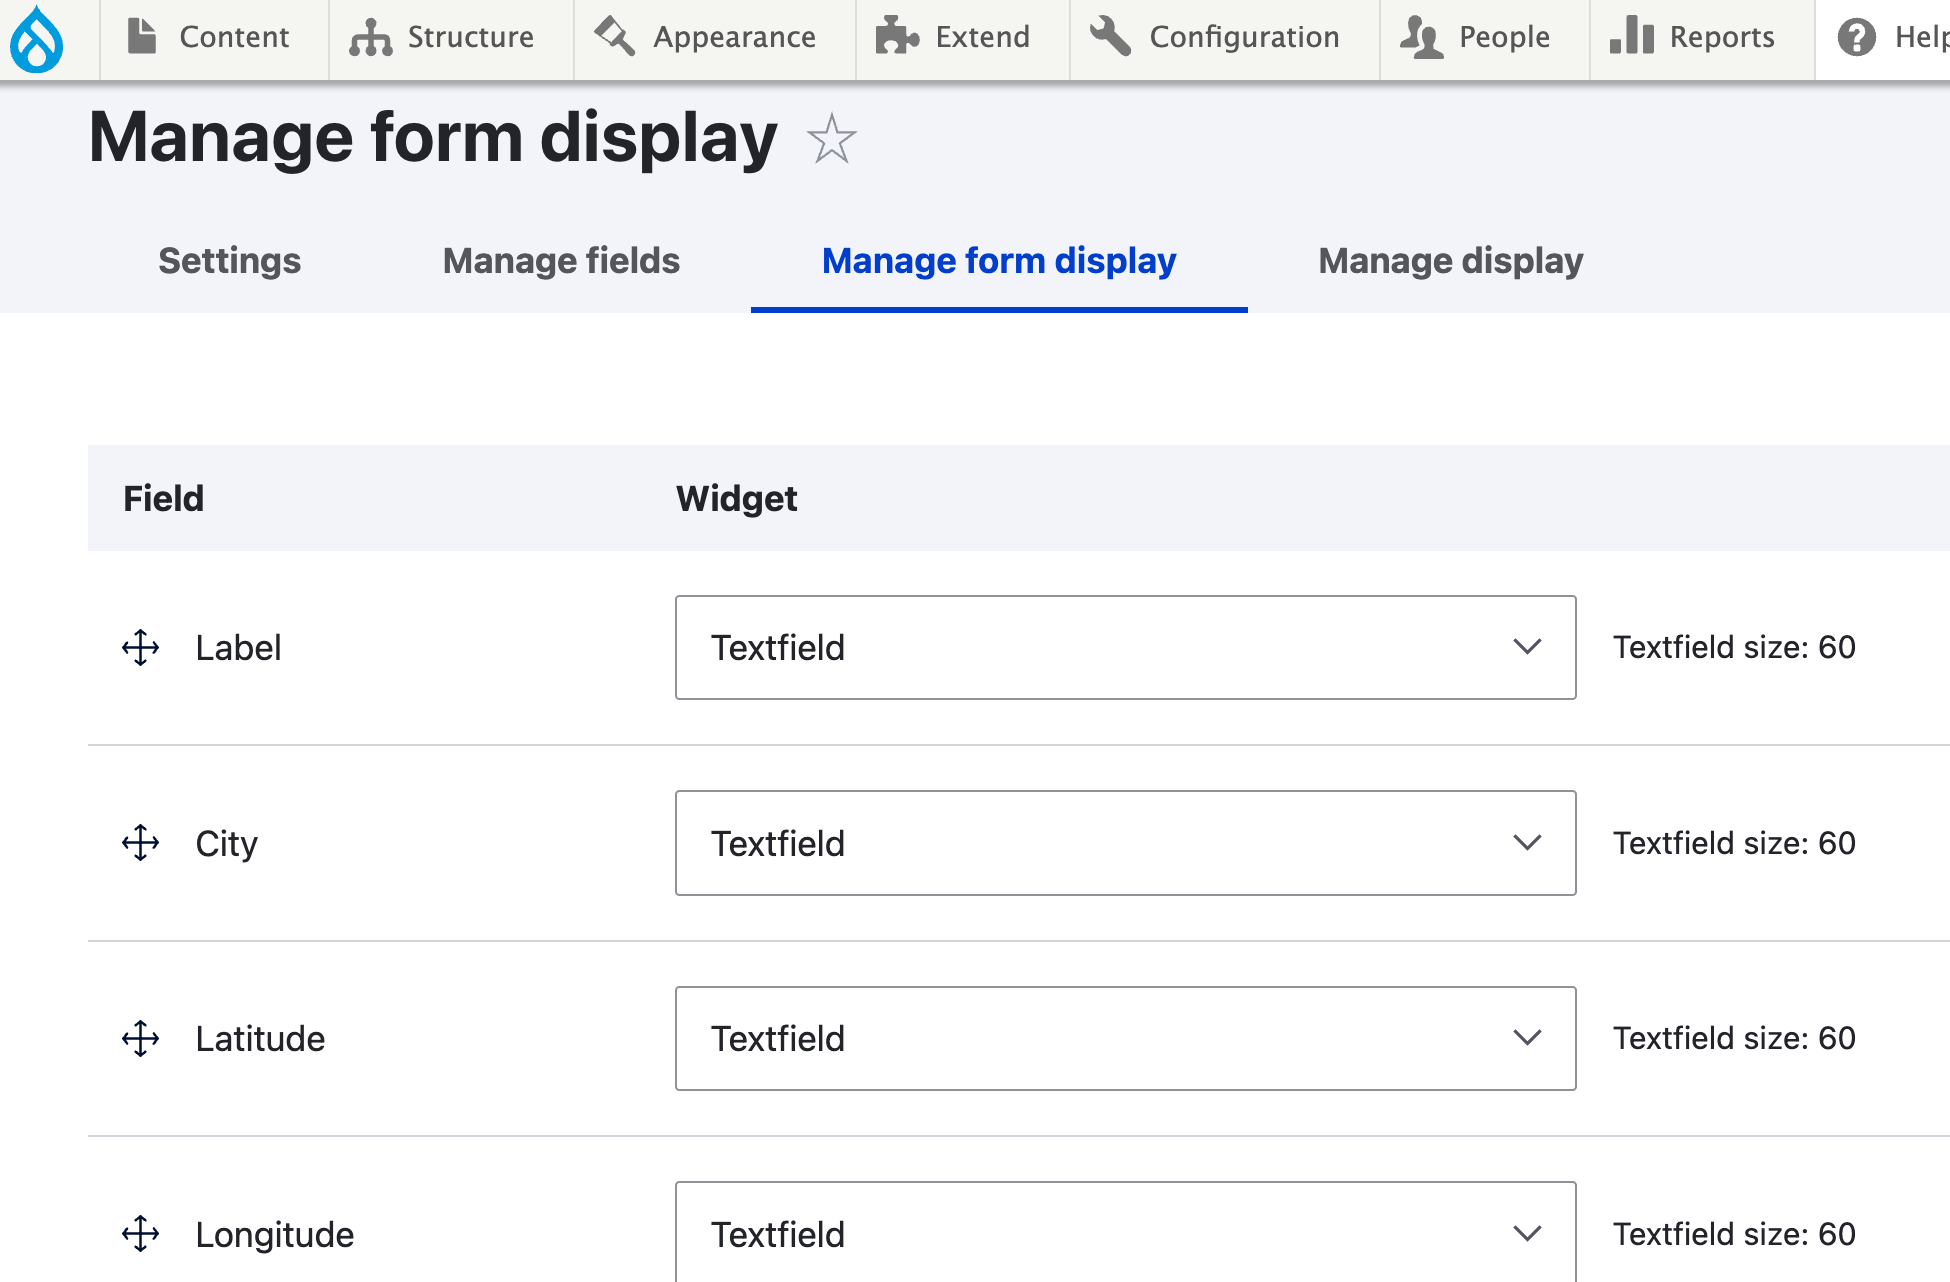 Content Structure Appearance Extend Configuration People Reports Help
Manage form display
Settings Manage fields Manage form display Manage display
Field Widget
Label Textfield Textfield size: 60
City Textfield Textfield size: 60
Latitude Textfield Textfield size: 60
Longitude Textfield Textfield size: 60